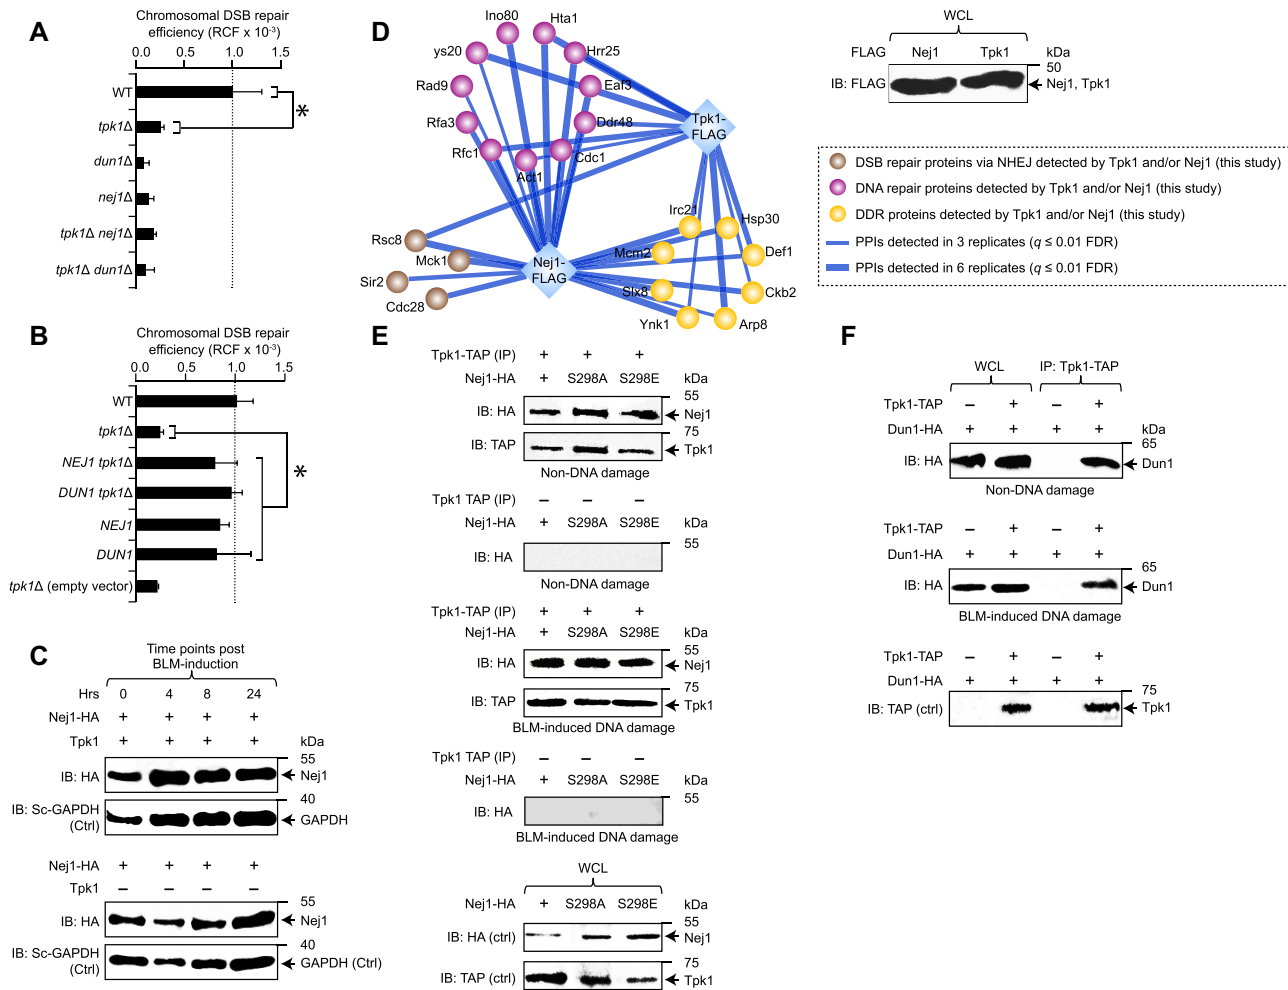 A
Chromosomal DSB repair
efficiency (RCF x 10-3)
0.0 0.5 1.0 1.5
WT
tpk1Δ
dun1Δ
nej1Δ
tpk1Δ nej1Δ
tpk1Δ dun1Δ
*
B
Chromosomal DSB repair
efficiency (RCF x 10-3)
0.0 0.5 1.0 1.5
WT
tpk1Δ
NEJ1 tpk1Δ
DUN1 tpk1Δ
NEJ1
DUN1
tpk1Δ (empty vector)
*
C
Time points post
BLM-induction
Hrs 0 4 8 24
Nej1-HA + + + +
Tpk1 + + + + kDa
55
IB: HA Nej1
40
IB: Sc-GAPDH
(Ctrl) GAPDH
Nej1-HA + + + +
Tpk1 – – – –
55
IB: HA Nej1
40
IB: Sc-GAPDH
(Ctrl) GAPDH (Ctrl)
D
Ino80
Hta1
ys20
Hrr25
Rad9
Eaf3
Rfa3
Ddr48
Rfc1
Cdc1
Act1
Tpk1-
FLAG
Rsc8
Mck1
Sir2
Cdc28
Nej1-
FLAG
Irc21
Hsp30
Mcm2
Def1
Slx8
Ckb2
Ynk1
Arp8
WCL
FLAG Nej1 Tpk1 kDa
50
IB: FLAG Nej1, Tpk1
DSB repair proteins via NHEJ detected by Tpk1 and/or Nej1 (this study)
DNA repair proteins detected by Tpk1 and/or Nej1 (this study)
DDR proteins detected by Tpk1 and/or Nej1 (this study)
PPIs detected in 3 replicates (q ≤ 0.01 FDR)
PPIs detected in 6 replicates (q ≤ 0.01 FDR)
E
Tpk1-TAP (IP) + + +
Nej1-HA + S298A S298E kDa
55
IB: HA Nej1
75
IB: TAP Tpk1
Non-DNA damage
Tpk1 TAP (IP) – – –
Nej1-HA + S298A S298E kDa
55
IB: HA
Non-DNA damage
Tpk1-TAP (IP) + + +
Nej1-HA + S298A S298E kDa
55
IB: HA Nej1
75
IB: TAP Tpk1
BLM-induced DNA damage
Tpk1 TAP (IP) – – –
Nej1-HA + S298A S298E kDa
55
IB: HA
BLM-induced DNA damage
WCL
Nej1-HA + S298A S298E kDa
55
IB: HA (ctrl) Nej1
75
IB: TAP (ctrl) Tpk1
F
WCL IP: Tpk1-TAP
Tpk1-TAP – + – +
Dun1-HA + + + + kDa
65
IB: HA Dun1
Non-DNA damage
Tpk1-TAP – + – +
Dun1-HA + + + +
65
IB: HA Dun1
BLM-induced DNA damage
Tpk1-TAP – + – +
Dun1-HA + + + +
75
IB: TAP (ctrl) Tpk1